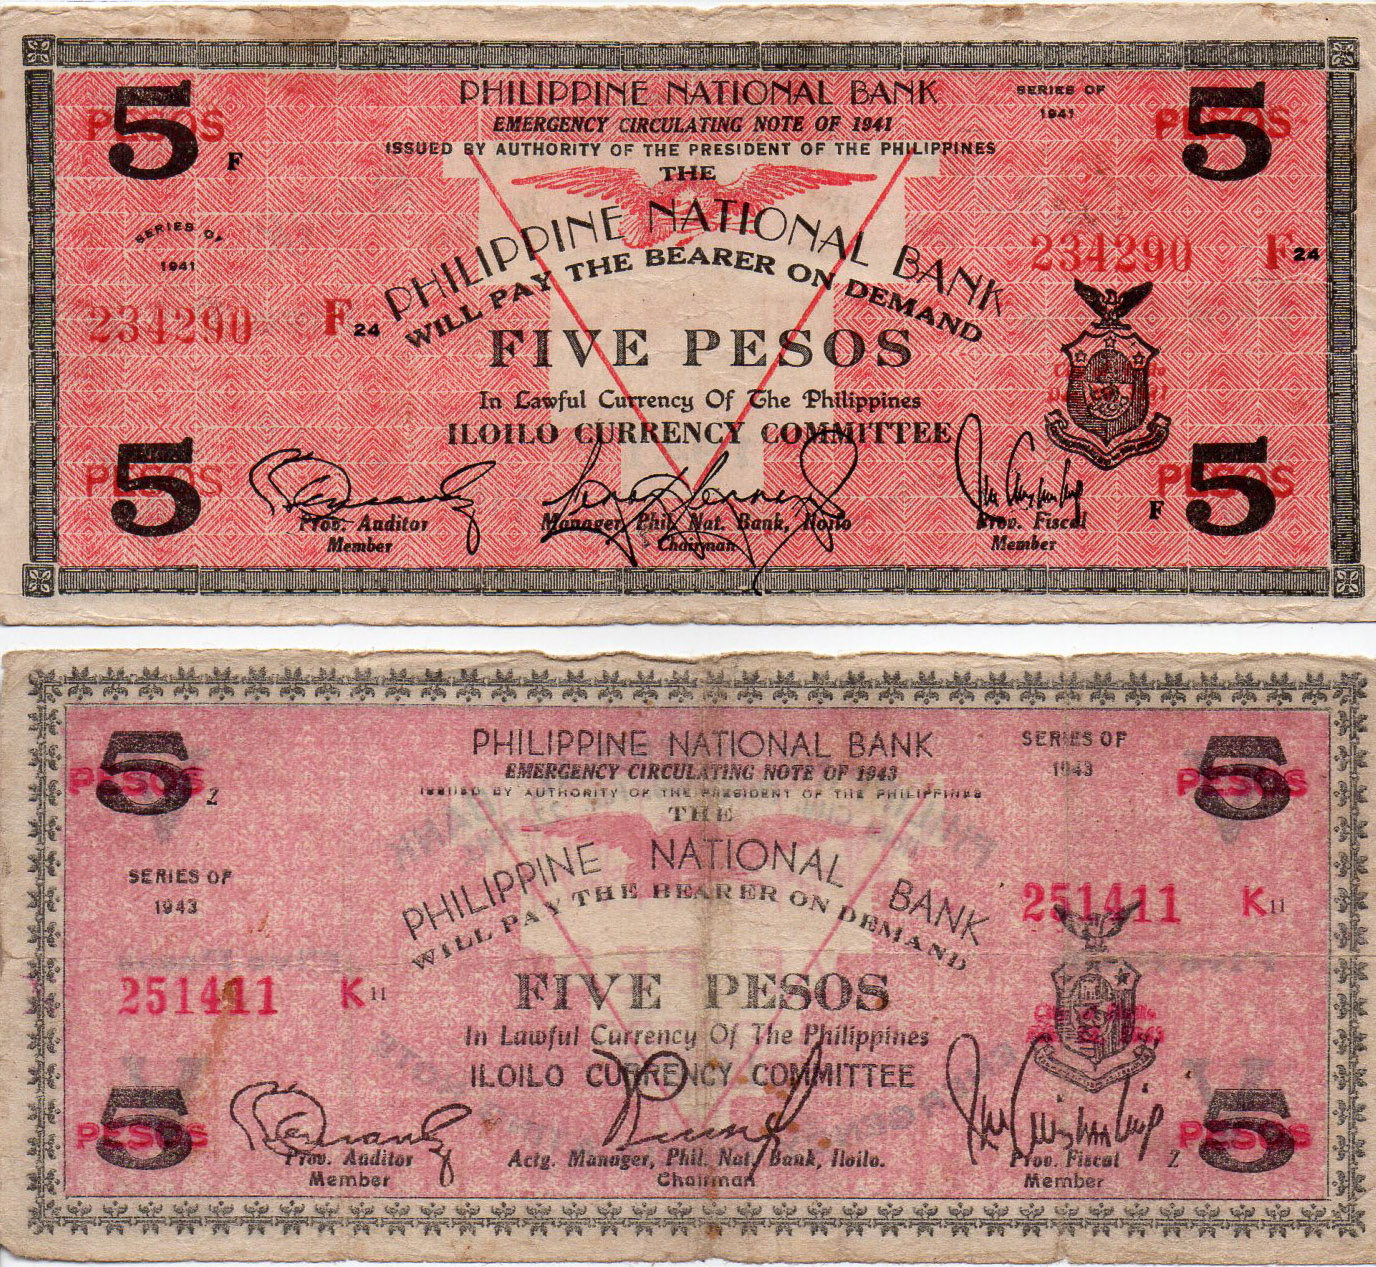 PHILIPPINE NATIONAL BANK
EMERGENCY CIRCULATING NOTE OF 1941
ISSUED BY AUTHORITY OF THE PRESIDENT OF THE PHILIPPINES
SERIES OF
1941
5 PESOS F
5 PESOS
THE
PHILIPPINE NATIONAL BANK
WILL PAY THE BEARER ON DEMAND
SERIES OF
1941
234290 F24
234290 F24
FIVE PESOS
In Lawful Currency Of The Philippines
ILOILO CURRENCY COMMITTEE
5 PESOS
5 PESOS F
Prov. Auditor
Member
Manager, Phil. Nat. Bank, Iloilo
Chairman
Prov. Fiscal
Member
PHILIPPINE NATIONAL BANK
EMERGENCY CIRCULATING NOTE OF 1943
ISSUED BY AUTHORITY OF THE PRESIDENT OF THE PHILIPPINES
SERIES OF
1943
5 PESOS Z
5 PESOS
THE
PHILIPPINE NATIONAL BANK
WILL PAY THE BEARER ON DEMAND
SERIES OF
1943
251411 K11
251411 K11
FIVE PESOS
In Lawful Currency Of The Philippines
ILOILO CURRENCY COMMITTEE
5 PESOS
5 PESOS Z
Prov. Auditor
Member
Actg. Manager, Phil. Nat. Bank, Iloilo.
Chairman
Prov. Fiscal
Member